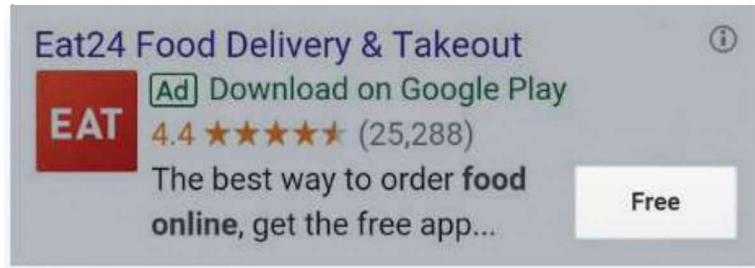 Eat24 Food Delivery & Takeout
EAT
Ad Download on Google Play
4.4 ★★★★★ (25,288)
The best way to order food
online, get the free app...
Free